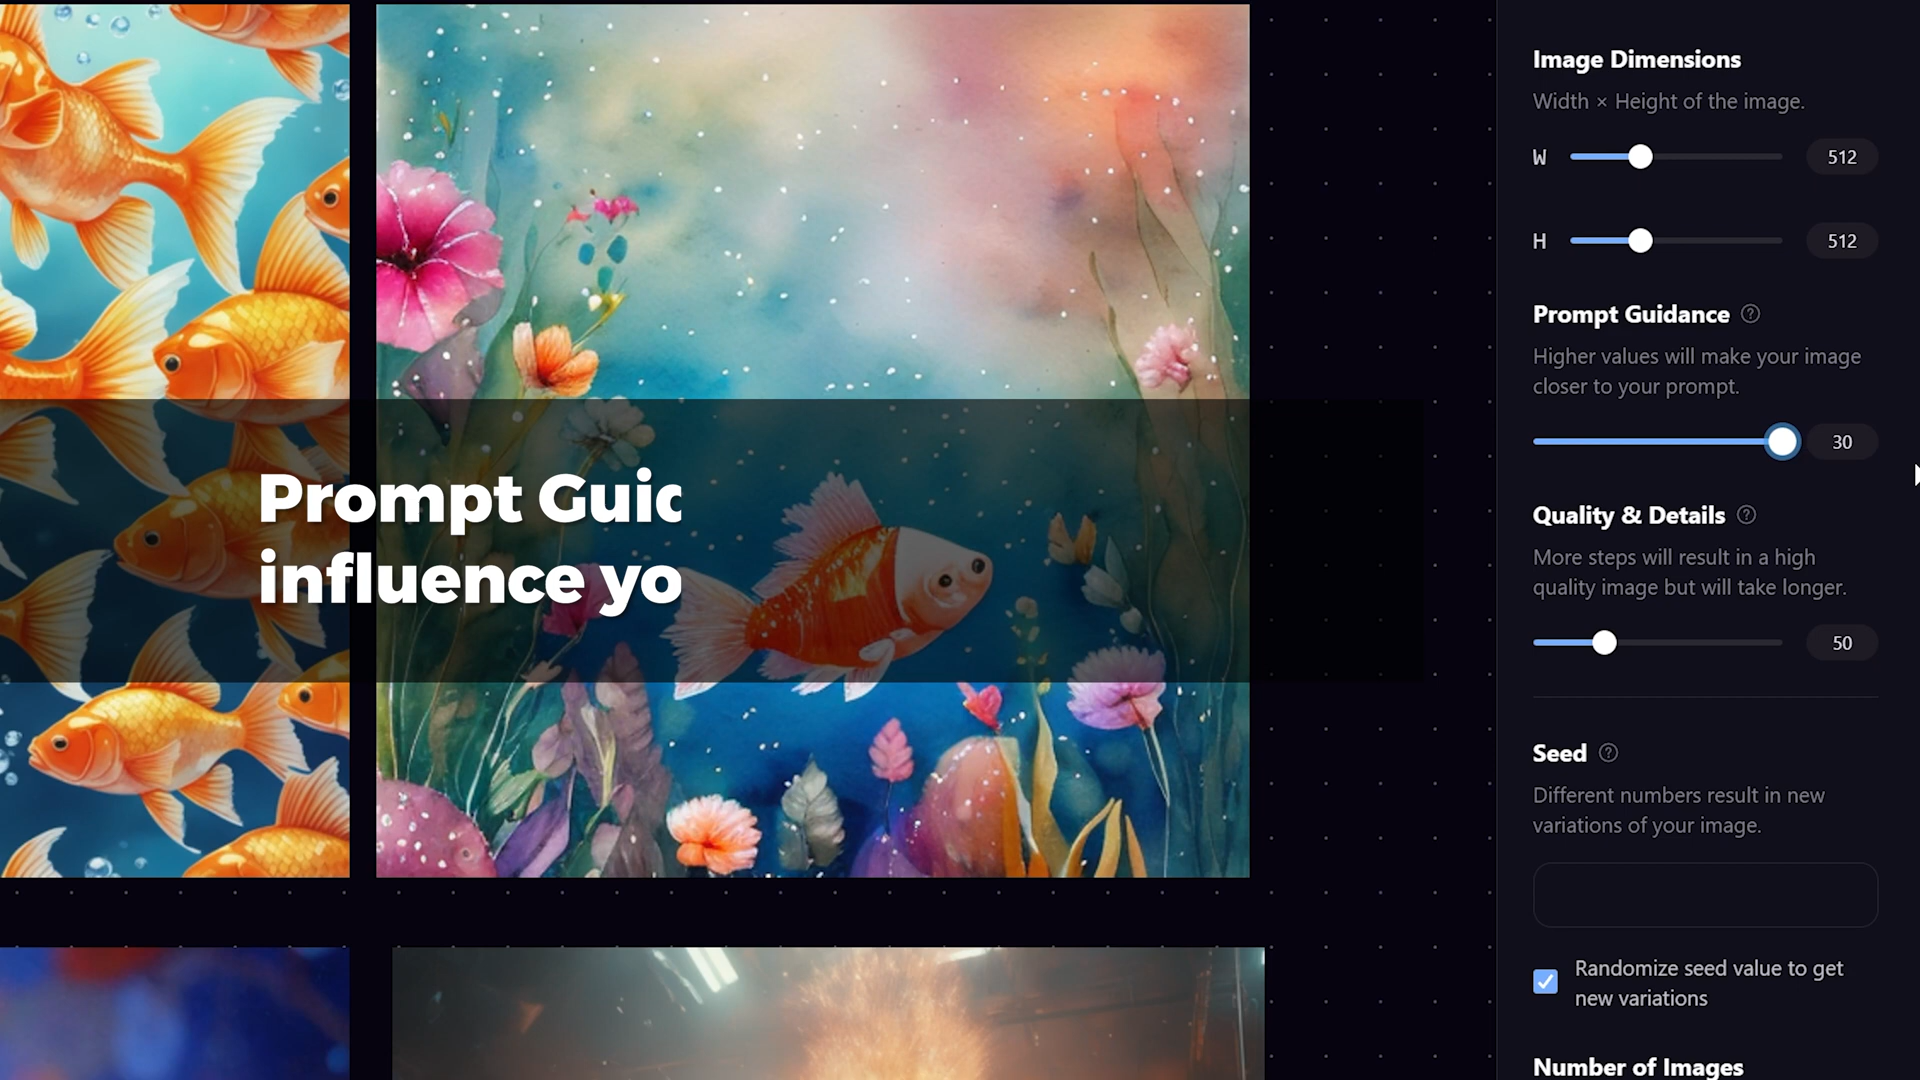 Prompt Guic
influence yo
Image Dimensions
Width × Height of the image.
W 512
H 512
Prompt Guidance ?
Higher values will make your image
closer to your prompt.
30
Quality & Details ?
More steps will result in a high
quality image but will take longer.
50
Seed ?
Different numbers result in new
variations of your image.
Randomize seed value to get
new variations
Number of Images